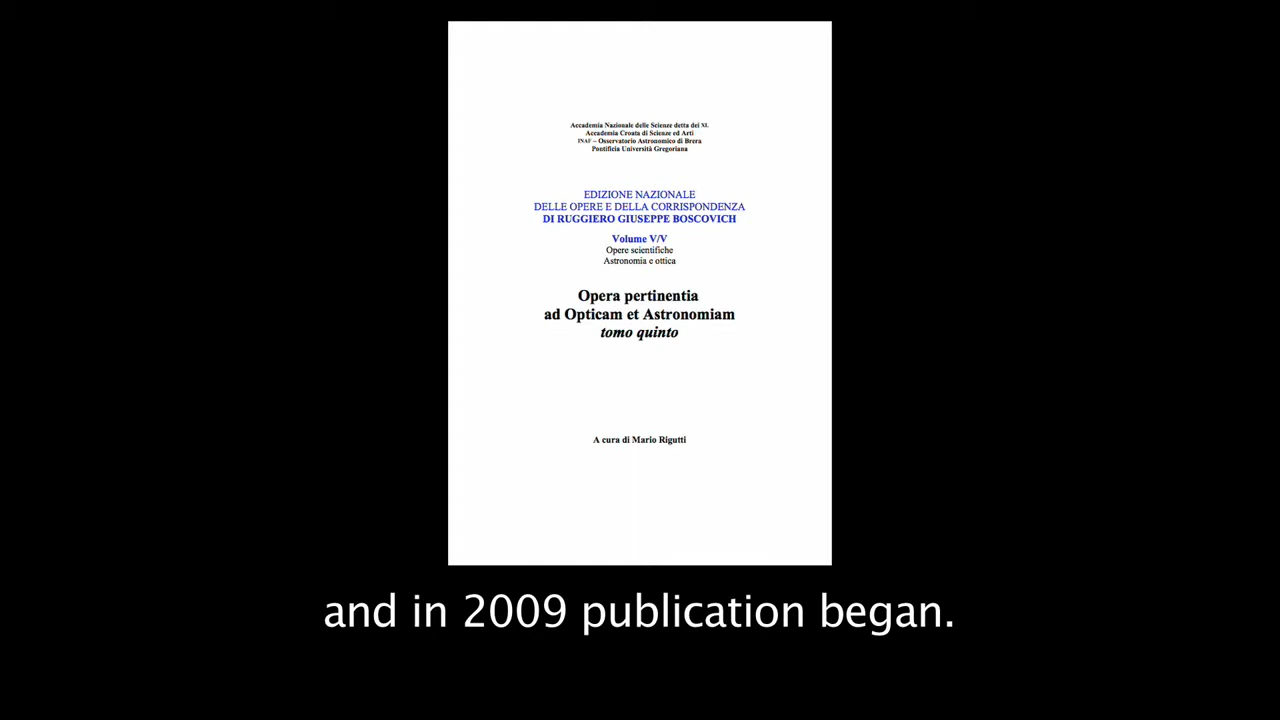 Accademia Nazionale delle Scienze detta dei XL
Accademia Croata di Scienze ed Arti
INAF – Osservatorio Astronomico di Brera
Pontificia Università Gregoriana
EDIZIONE NAZIONALE
DELLE OPERE E DELLA CORRISPONDENZA
DI RUGGIERO GIUSEPPE BOSCOVICH
Volume V/V
Opere scientifiche
Astronomia e ottica
Opera pertinentia
ad Opticam et Astronomiam
tomo quinto
A cura di Mario Rigutti
and in 2009 publication began.